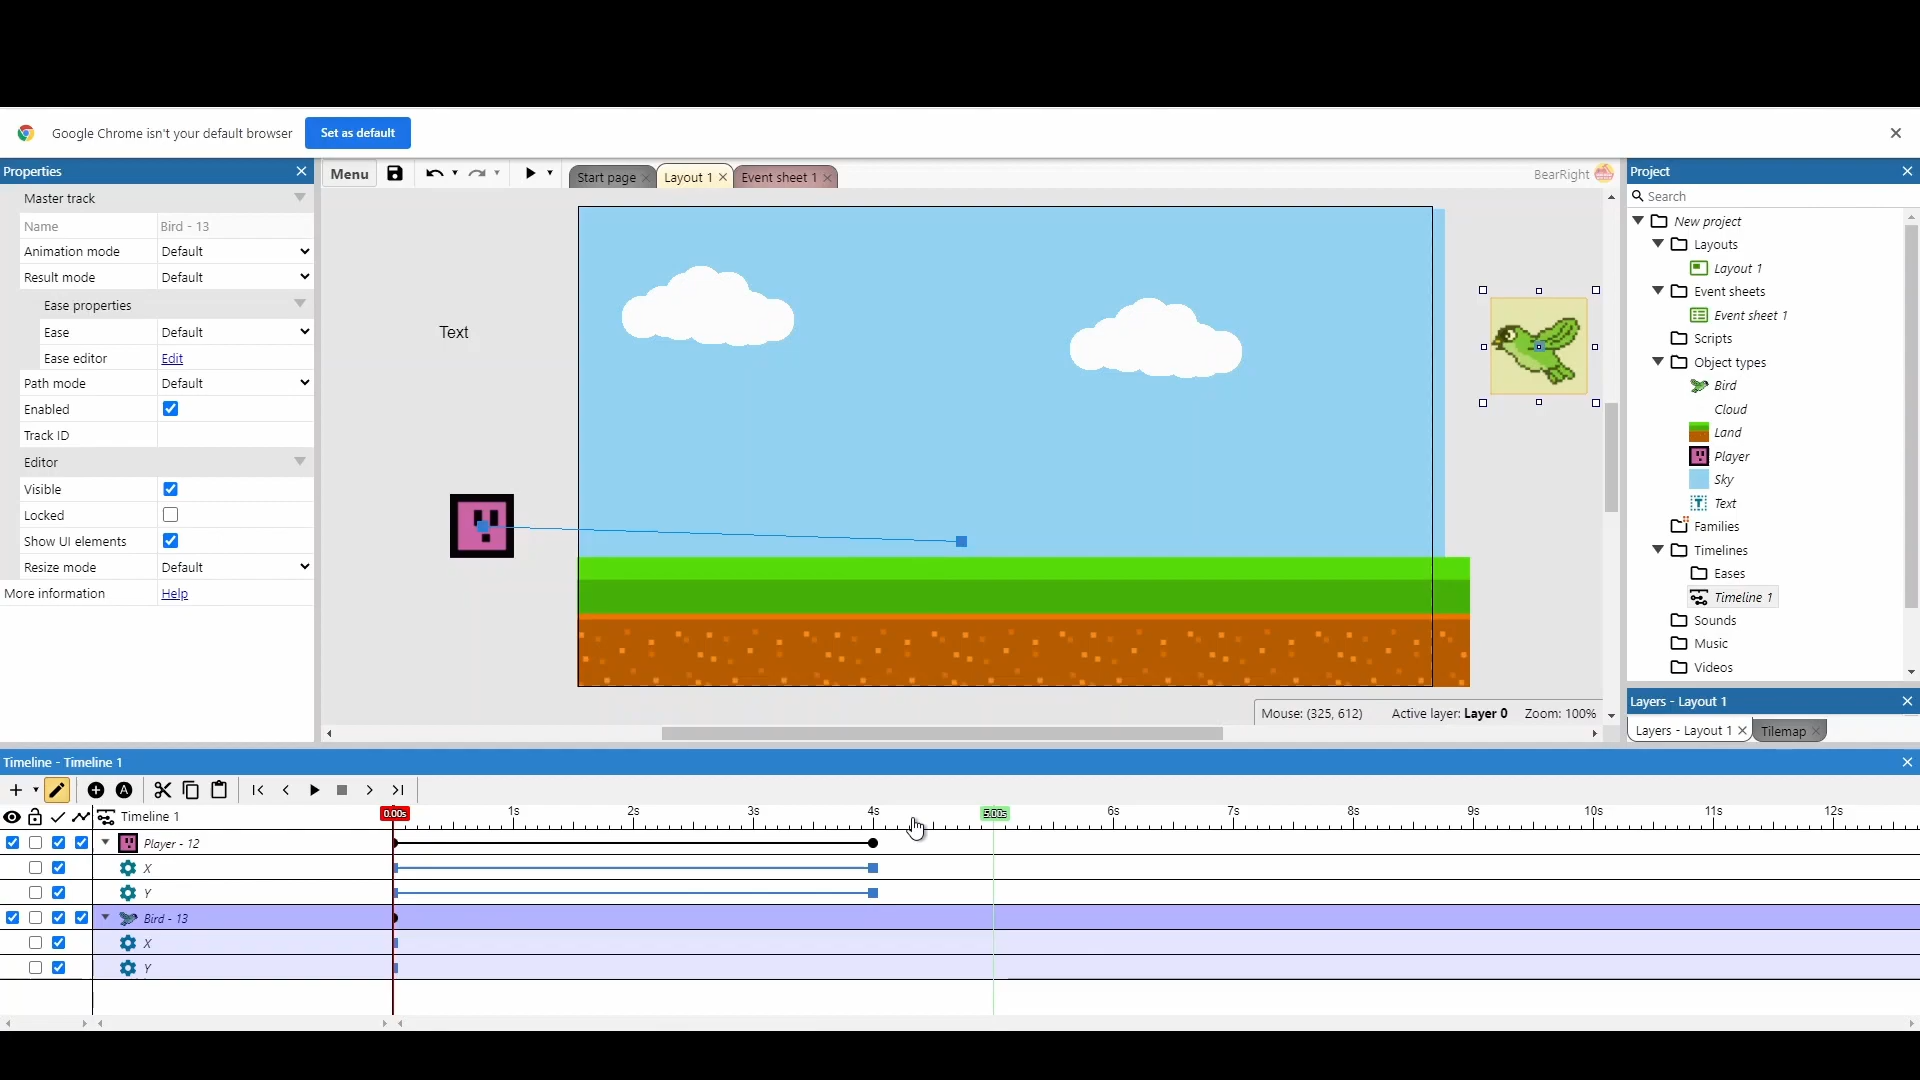 Google Chrome isn't your default browser
Set as default
Properties
Master track
Name Bird - 13
Animation mode Default
Result mode Default
Ease properties
Ease Default
Ease editor Edit
Path mode Default
Enabled
Track ID
Editor
Visible
Locked
Show UI elements
Resize mode Default
More information Help
Menu
Start page
Layout 1
Event sheet 1
BearRight
Text
Mouse: (325, 612) Active layer: Layer 0 Zoom: 100%
Project
Search
New project
Layouts
Layout 1
Event sheets
Event sheet 1
Scripts
Object types
Bird
Cloud
Land
Player
Sky
Text
Families
Timelines
Eases
Timeline 1
Sounds
Music
Videos
Layers - Layout 1
Layers - Layout 1
Tilemap
Timeline - Timeline 1
A
Timeline 1
0.00s 1s 2s 3s 4s 5.00s 6s 7s 8s 9s 10s 11s 12s
Player - 12
X
Y
Bird - 13
X
Y